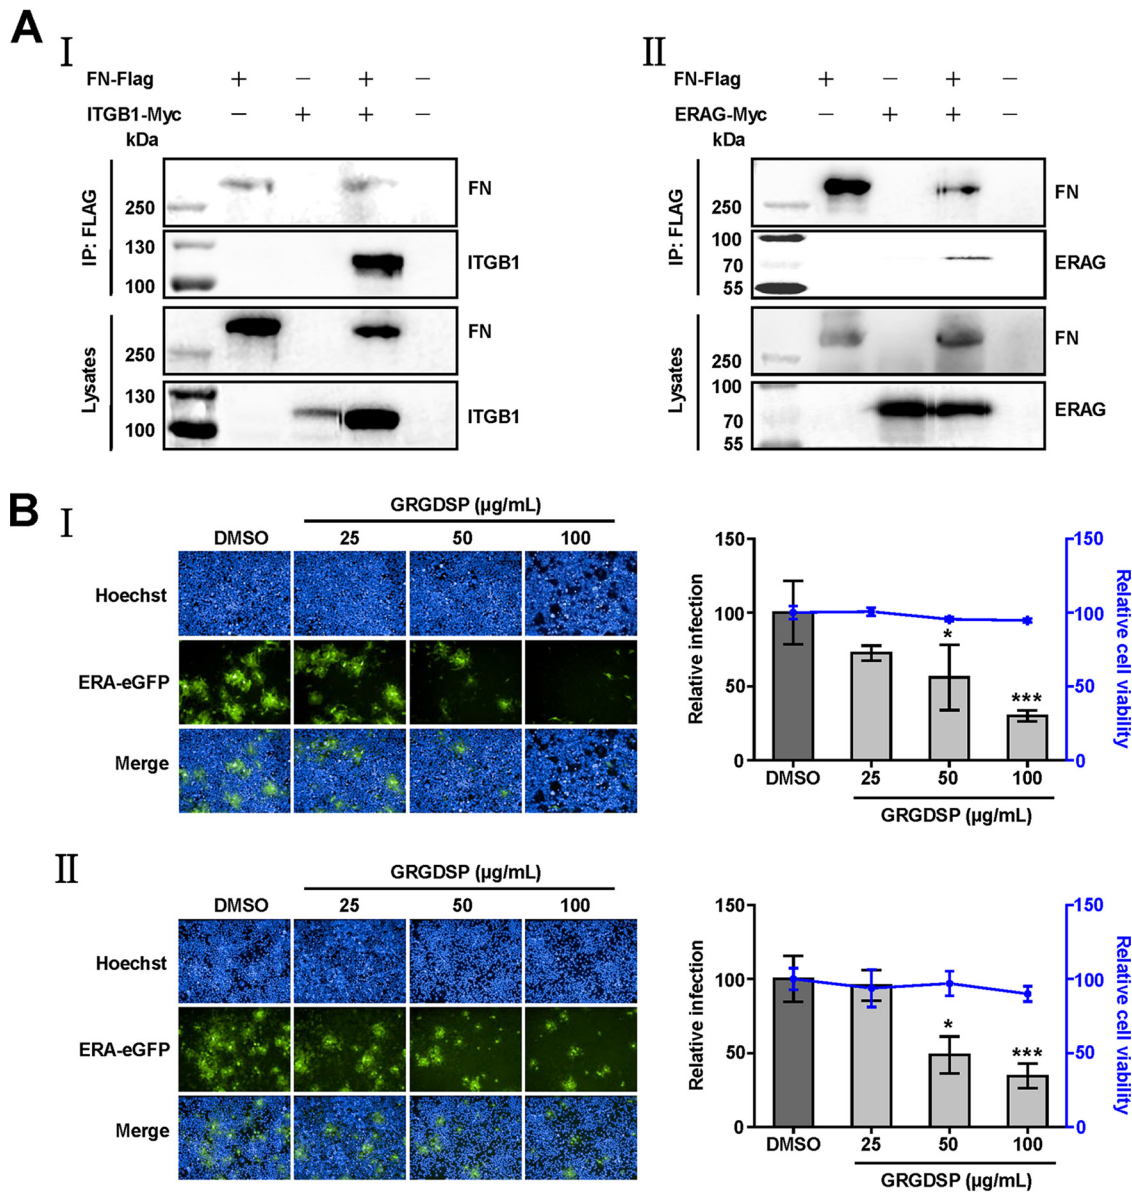 A
I
FN-Flag + − + −
ITGB1-Myc − + + −
kDa
IP: FLAG
250
FN
130
100
ITGB1
Lysates
250
FN
130
100
ITGB1
II
FN-Flag + − + −
ERAG-Myc − + + −
kDa
IP: FLAG
250
FN
100
70
55
ERAG
Lysates
250
FN
100
70
55
ERAG
B
I
GRGDSP (µg/mL)
DMSO 25 50 100
Hoechst
ERA-eGFP
Merge
Relative infection
150
100
50
0
* ***
150
100
50
0
Relative cell viability
DMSO 25 50 100
GRGDSP (µg/mL)
II
GRGDSP (µg/mL)
DMSO 25 50 100
Hoechst
ERA-eGFP
Merge
Relative infection
150
100
50
0
* ***
150
100
50
0
Relative cell viability
DMSO 25 50 100
GRGDSP (µg/mL)